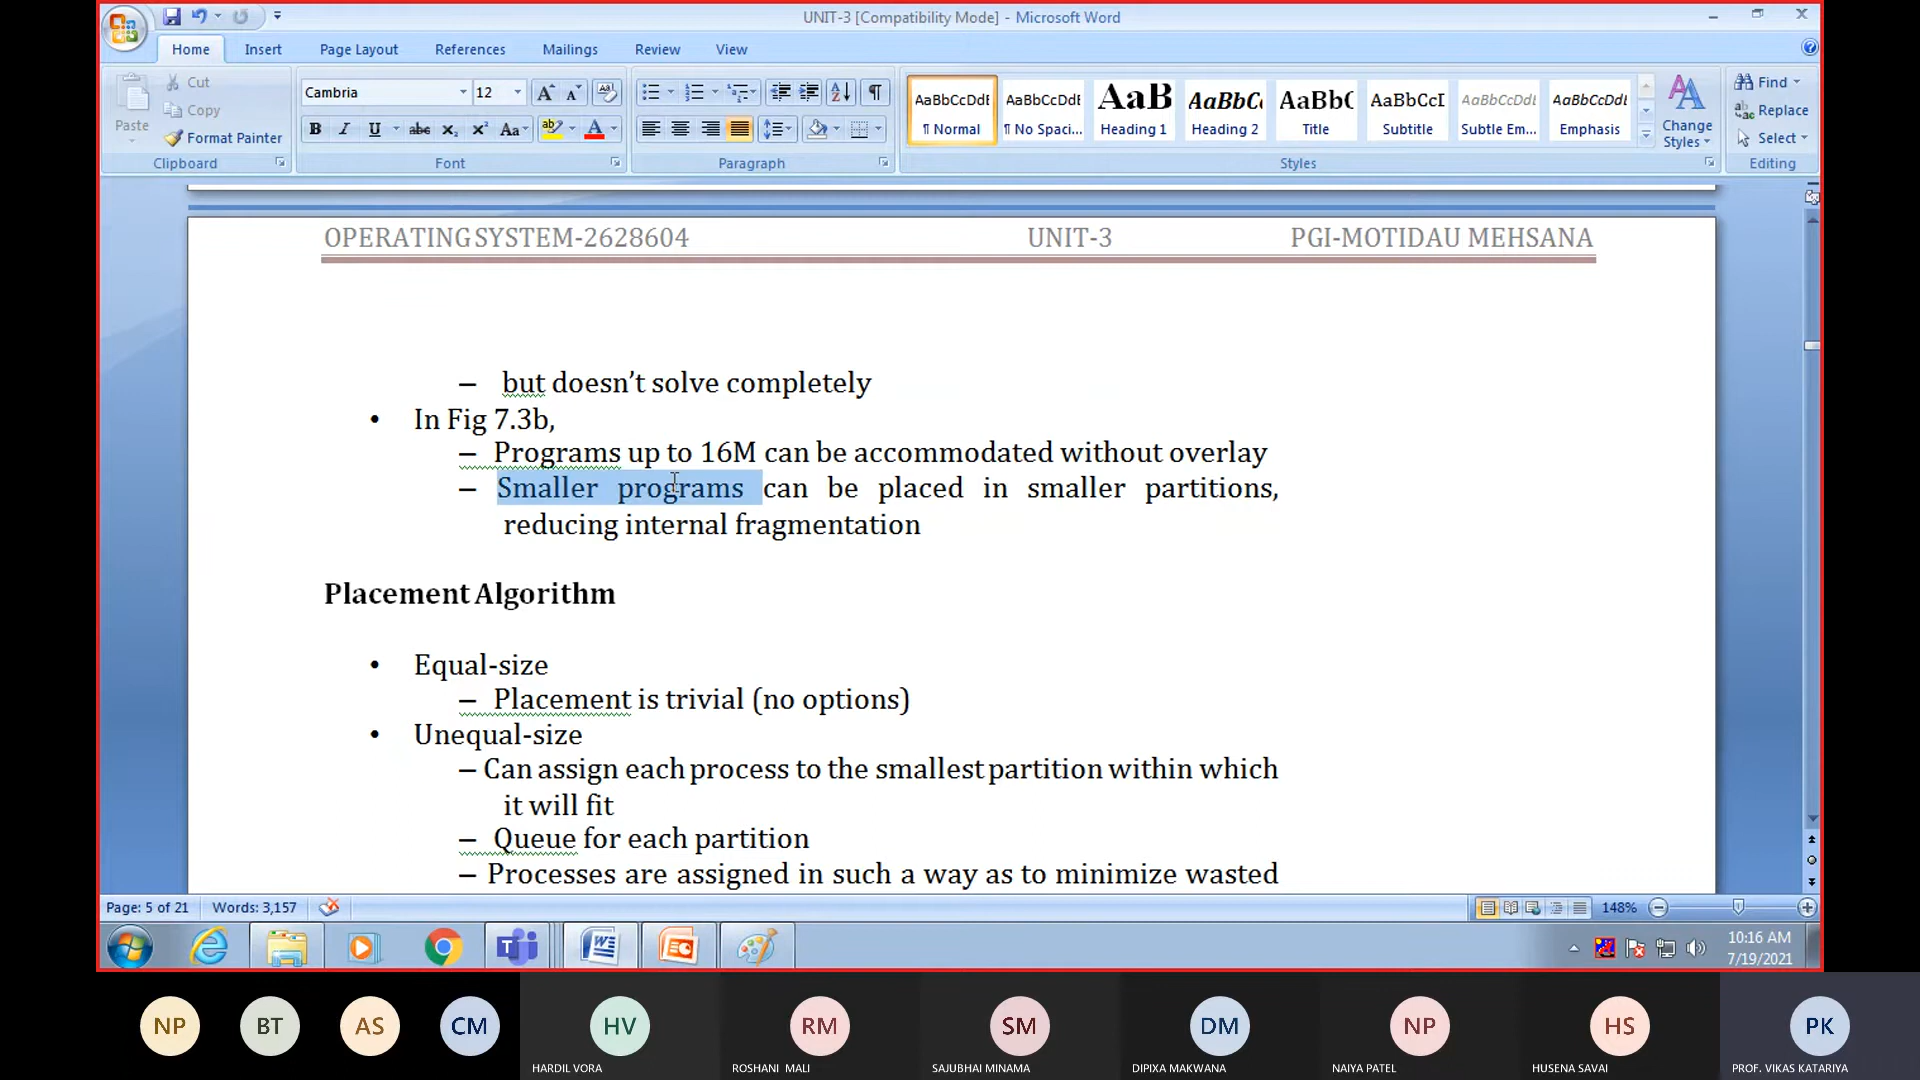 UNIT-3 [Compatibility Mode] - Microsoft Word
Home Insert Page Layout References Mailings Review View
Paste
Cut
Copy
Format Painter
Clipboard
Cambria 12
Font
Paragraph
AaBbCcDdE AaBbCcDdE AaB AaBbC AaBbC AaBbCcI AaBbCcDdE AaBbCcDdE
¶ Normal ¶ No Spaci... Heading 1 Heading 2 Title Subtitle Subtle Em... Emphasis
Change Styles
Styles
Find
Replace
Select
Editing
OPERATING SYSTEM-2628604 UNIT-3 PGI-MOTIDAU MEHSANA
– but doesn’t solve completely
• In Fig 7.3b,
– Programs up to 16M can be accommodated without overlay
– Smaller programs can be placed in smaller partitions,
reducing internal fragmentation
Placement Algorithm
• Equal-size
– Placement is trivial (no options)
• Unequal-size
– Can assign each process to the smallest partition within which
it will fit
– Queue for each partition
– Processes are assigned in such a way as to minimize wasted
Page: 5 of 21 Words: 3,157 148%
10:16 AM
7/19/2021
NP BT AS CM HV RM SM DM NP HS PK
HARDIL VORA ROSHANI MALI SAJUBHAI MINAMA DIPIXA MAKWANA NAIYA PATEL HUSENA SAVAI PROF. VIKAS KATARIYA